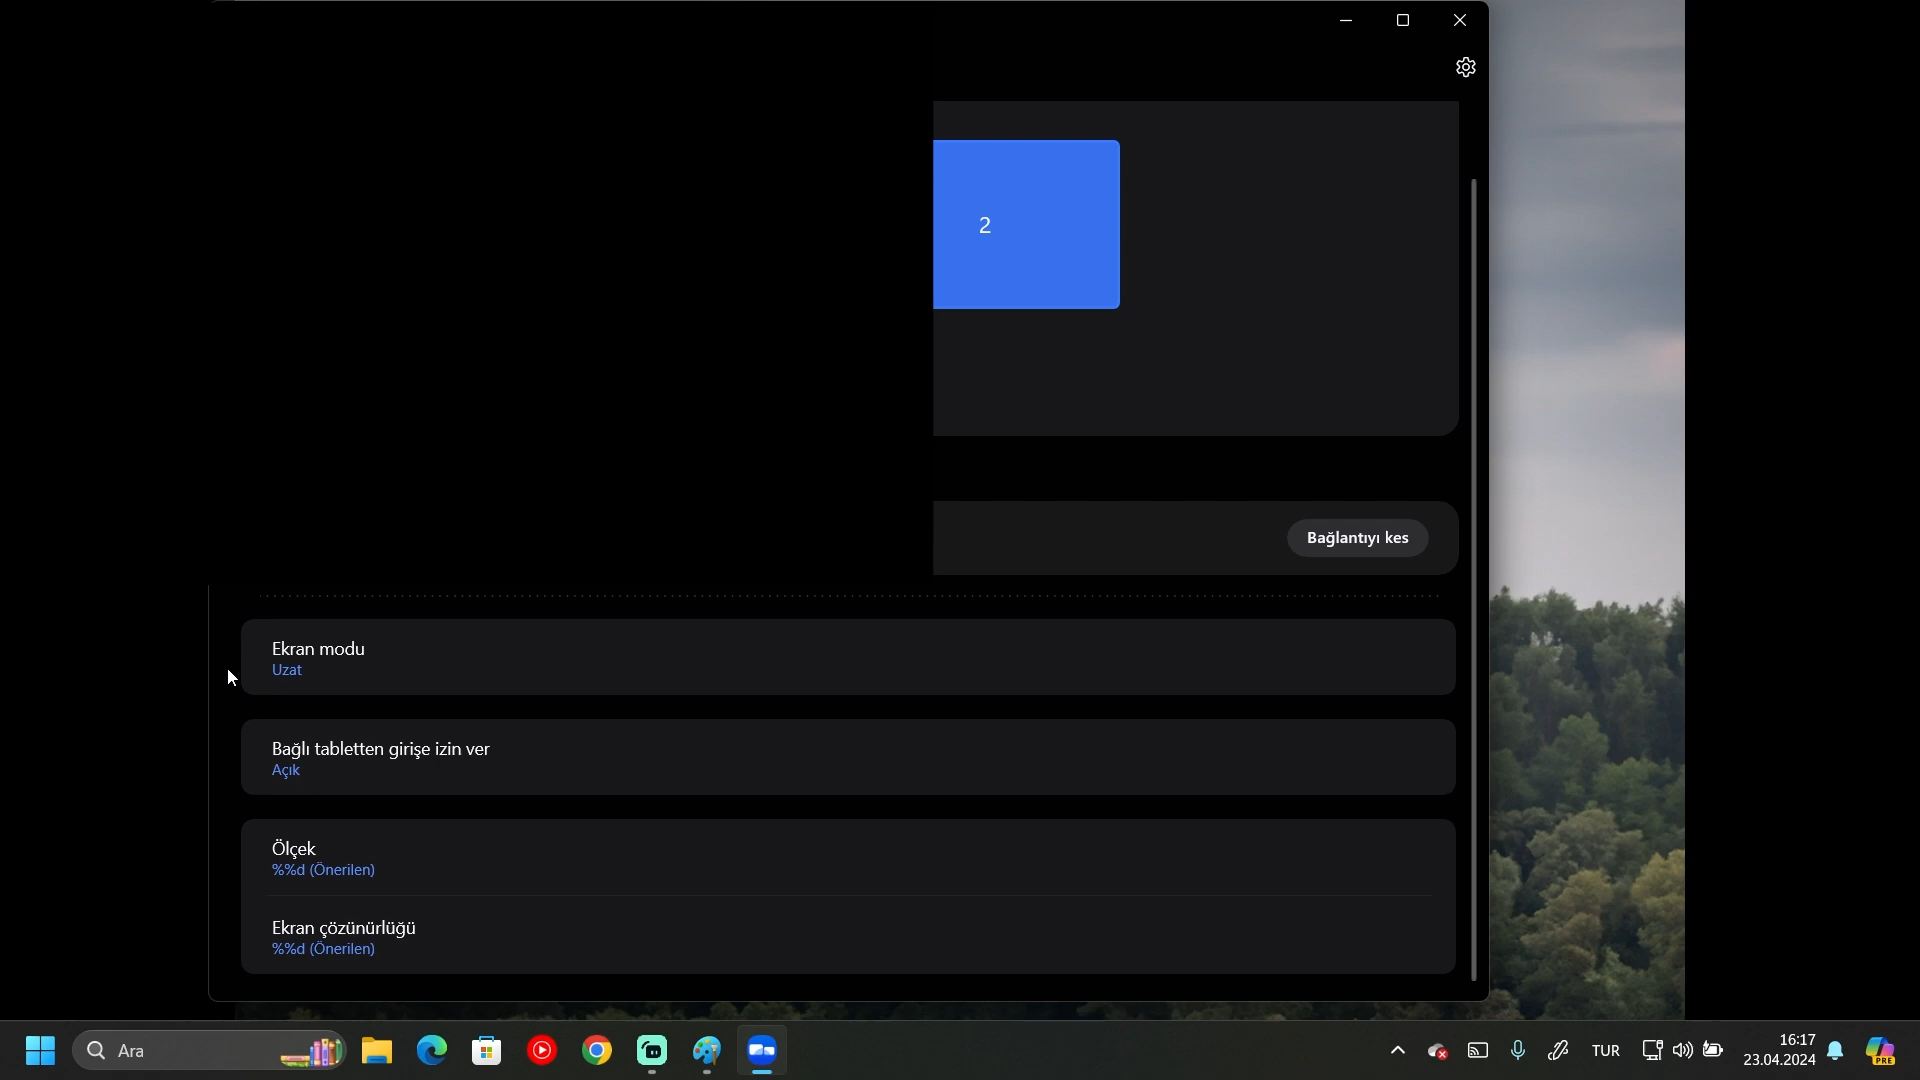 2
Bağlantıyı kes
Ekran modu
Uzat
Bağlı tabletten girişe izin ver
Açık
Ölçek
%%d (Önerilen)
Ekran çözünürlüğü
%%d (Önerilen)
Ara
TUR
16:17
23.04.2024
PRE